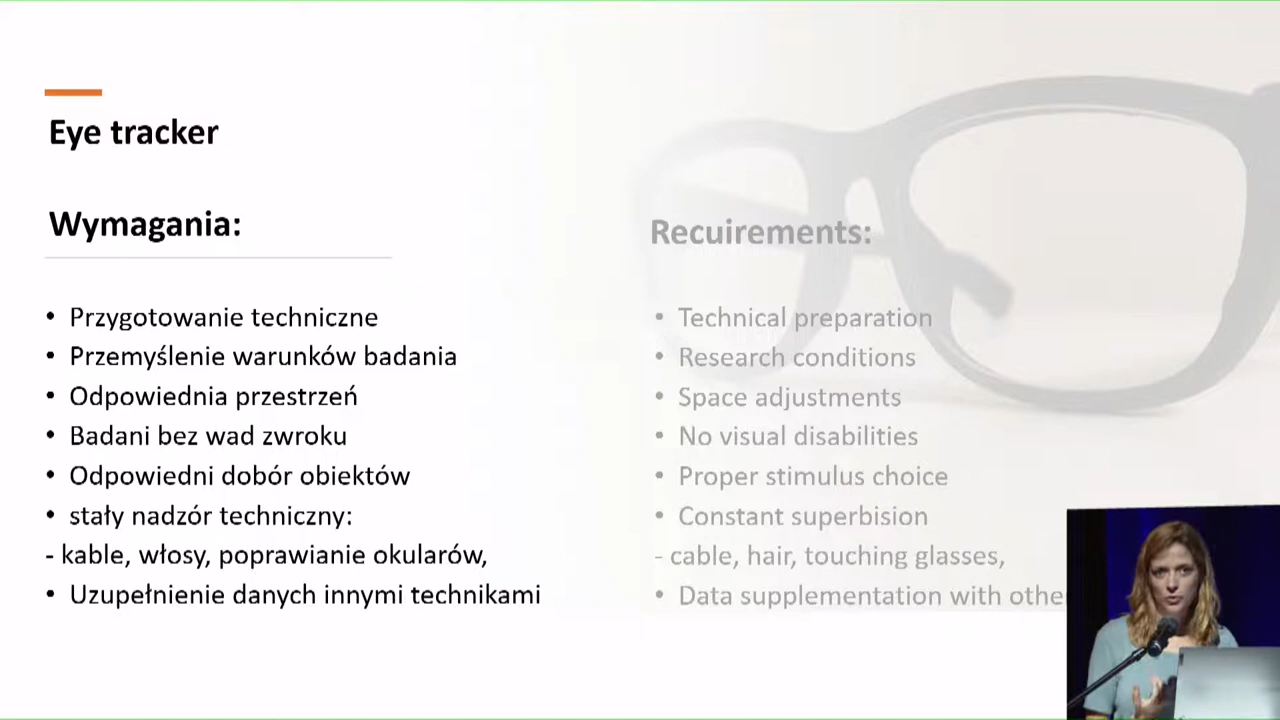 Eye tracker
Wymagania:
Przygotowanie techniczne
Przemyślenie warunków badania
Odpowiednia przestrzeń
Badani bez wad zwroku
Odpowiedni dobór obiektów
stały nadzór techniczny:
- kable, włosy, poprawianie okularów,
Uzupełnienie danych innymi technikami
Recuirements:
Technical preparation
Research conditions
Space adjustments
No visual disabilities
Proper stimulus choice
Constant superbision
- cable, hair, touching glasses,
Data supplementation with